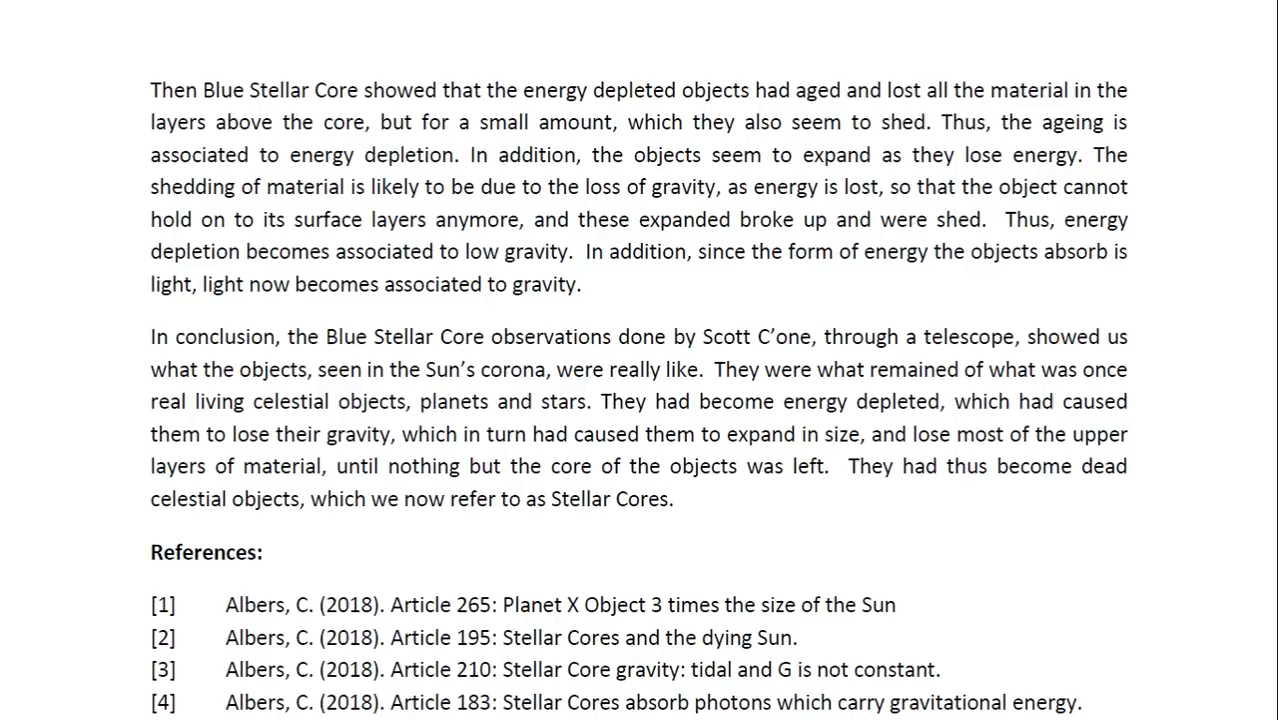 Then Blue Stellar Core showed that the energy depleted objects had aged and lost all the material in the
layers above the core, but for a small amount, which they also seem to shed. Thus, the ageing is
associated to energy depletion. In addition, the objects seem to expand as they lose energy. The
shedding of material is likely to be due to the loss of gravity, as energy is lost, so that the object cannot
hold on to its surface layers anymore, and these expanded broke up and were shed.  Thus, energy
depletion becomes associated to low gravity.  In addition, since the form of energy the objects absorb is
light, light now becomes associated to gravity.
In conclusion, the Blue Stellar Core observations done by Scott C’one, through a telescope, showed us
what the objects, seen in the Sun’s corona, were really like.  They were what remained of what was once
real living celestial objects, planets and stars. They had become energy depleted, which had caused
them to lose their gravity, which in turn had caused them to expand in size, and lose most of the upper
layers of material, until nothing but the core of the objects was left.  They had thus become dead
celestial objects, which we now refer to as Stellar Cores.
References:
[1] Albers, C. (2018). Article 265: Planet X Object 3 times the size of the Sun
[2] Albers, C. (2018). Article 195: Stellar Cores and the dying Sun.
[3] Albers, C. (2018). Article 210: Stellar Core gravity: tidal and G is not constant.
[4] Albers, C. (2018). Article 183: Stellar Cores absorb photons which carry gravitational energy.